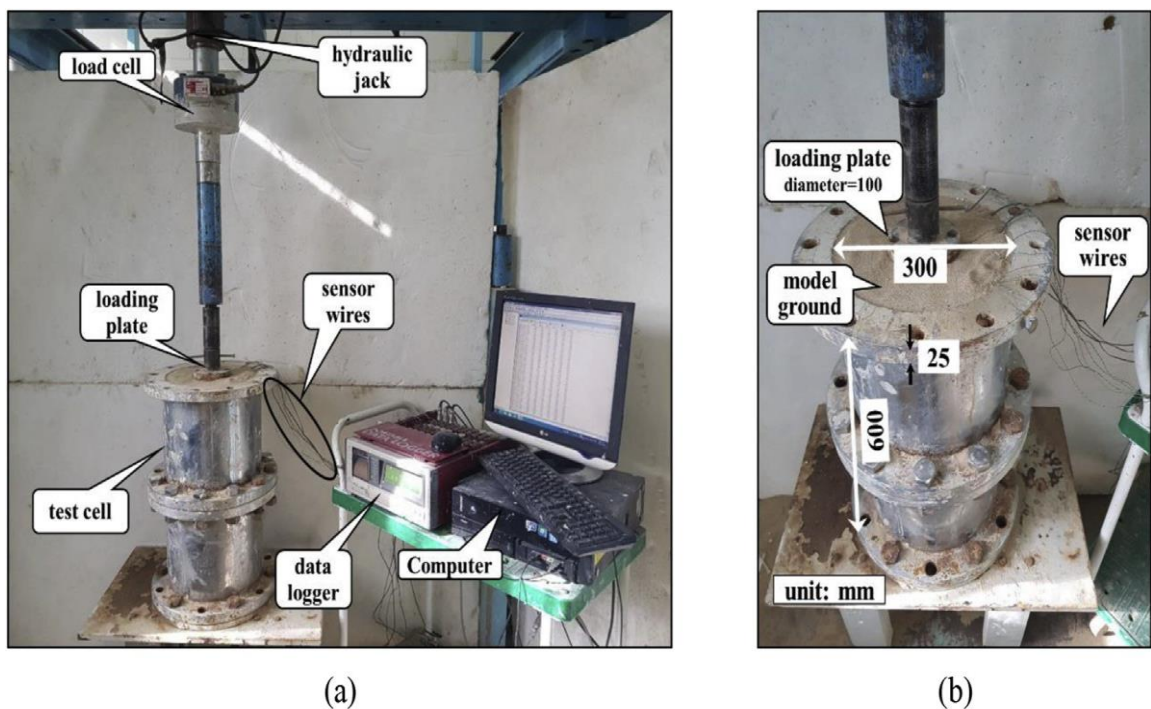 load cell
hydraulic
jack
loading
plate
sensor
wires
test cell
data
logger
Computer
(a)
loading plate
diameter=100
300
model
ground
sensor
wires
25
600
unit: mm
(b)